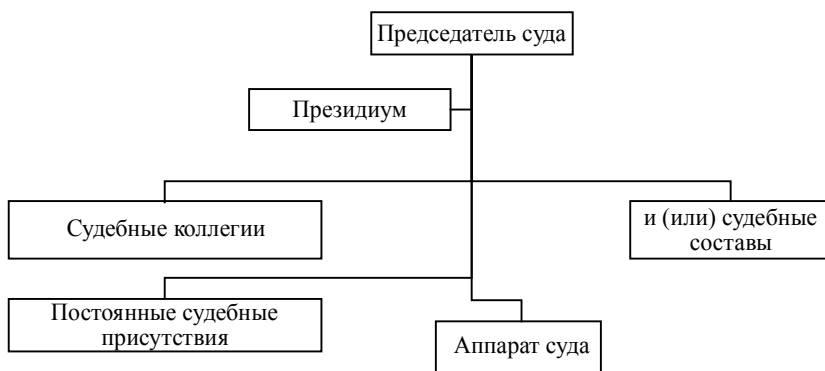 Председатель суда
Президиум
Судебные коллегии
и (или) судебные
составы
Постоянные судебные
присутствия
Аппарат суда